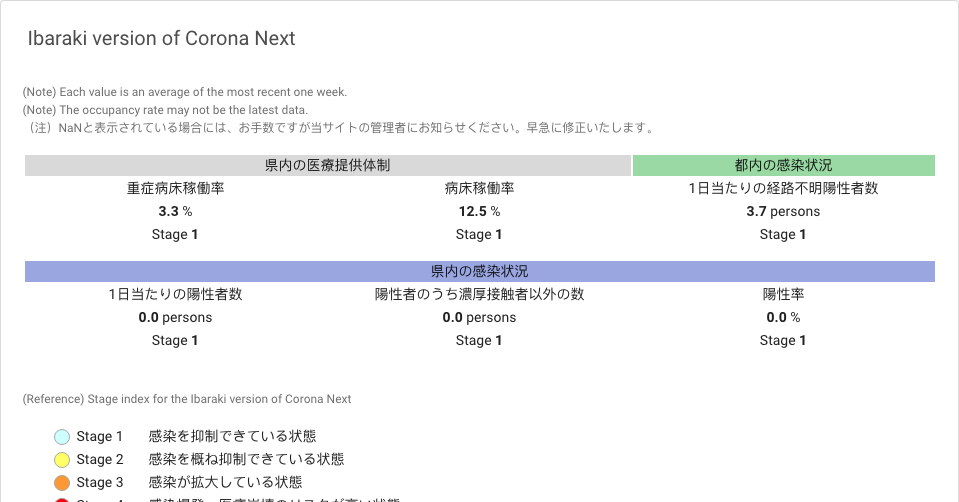 Ibaraki version of Corona Next
(Note) Each value is an average of the most recent one week.
(Note) The occupancy rate may not be the latest data.
（注）NaNと表示されている場合には、お手数ですが当サイトの管理者にお知らせください。早急に修正いたします。
県内の医療提供体制 都内の感染状況
重症病床稼働率 病床稼働率 1日当たりの経路不明陽性者数
3.3 % 12.5 % 3.7 persons
Stage 1 Stage 1 Stage 1
県内の感染状況
1日当たりの陽性者数 陽性者のうち濃厚接触者以外の数 陽性率
0.0 persons 0.0 persons 0.0 %
Stage 1 Stage 1 Stage 1
(Reference) Stage index for the Ibaraki version of Corona Next
Stage 1 感染を抑制できている状態
Stage 2 感染を概ね抑制できている状態
Stage 3 感染が拡大している状態